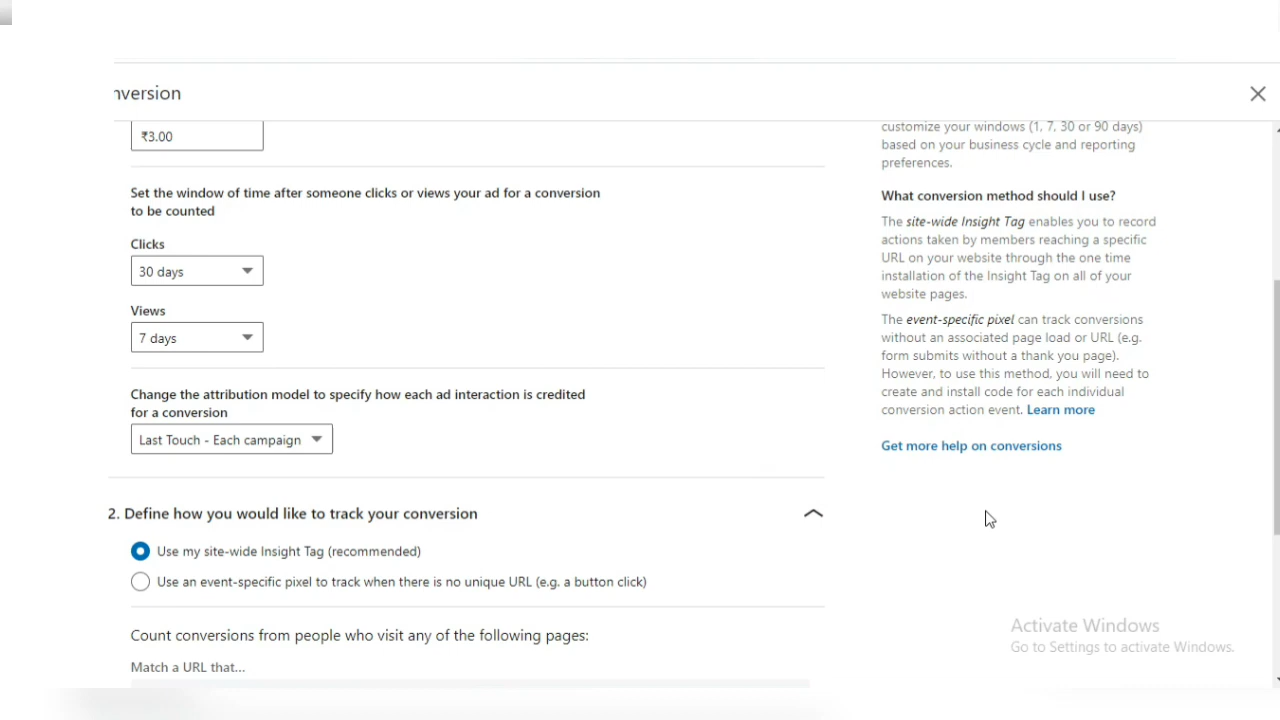 nversion
₹3.00
Set the window of time after someone clicks or views your ad for a conversion
to be counted
Clicks
30 days
Views
7 days
Change the attribution model to specify how each ad interaction is credited
for a conversion
Last Touch - Each campaign
2. Define how you would like to track your conversion
Use my site-wide Insight Tag (recommended)
Use an event-specific pixel to track when there is no unique URL (e.g. a button click)
Count conversions from people who visit any of the following pages:
Match a URL that...
customize your windows (1, 7, 30 or 90 days)
based on your business cycle and reporting
preferences.
What conversion method should I use?
The site-wide Insight Tag enables you to record
actions taken by members reaching a specific
URL on your website through the one time
installation of the Insight Tag on all of your
website pages.
The event-specific pixel can track conversions
without an associated page load or URL (e.g.
form submits without a thank you page).
However, to use this method, you will need to
create and install code for each individual
conversion action event. Learn more
Get more help on conversions
Activate Windows
Go to Settings to activate Windows.